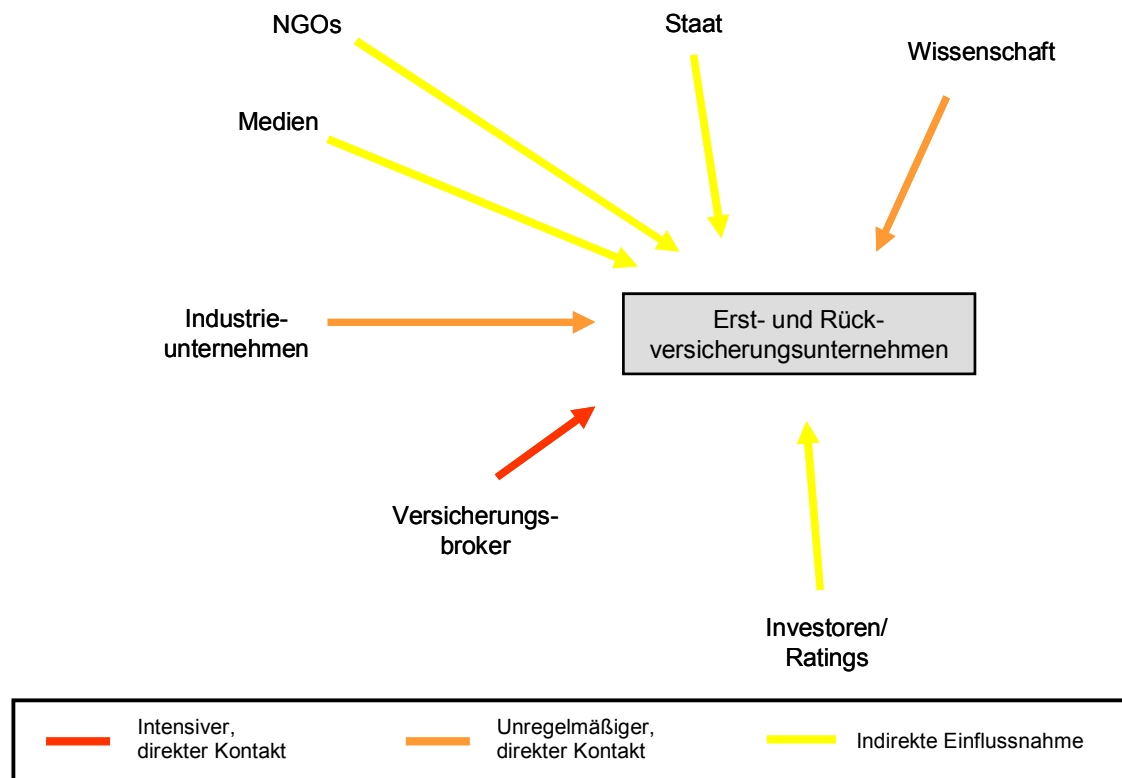 NGOs
Staat
Wissenschaft
Medien
Industrie-
unternehmen
Erst- und Rück-
versicherungsunternehmen
Versicherungs-
broker
Investoren/
Ratings
Intensiver,
direkter Kontakt
Unregelmäßiger,
direkter Kontakt
Indirekte Einflussnahme